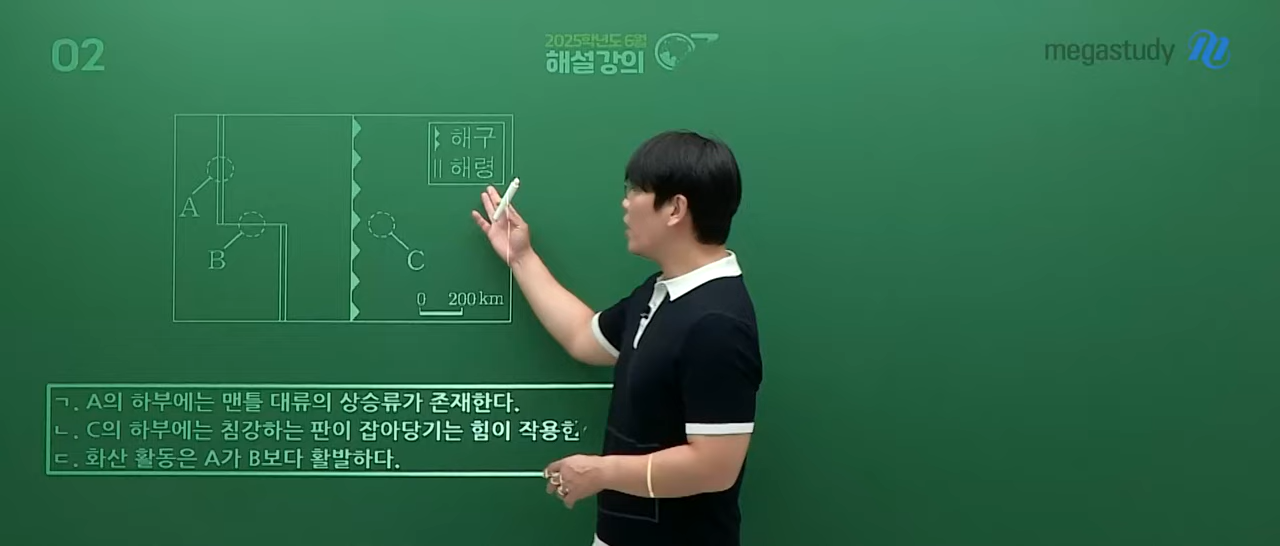 02
2025학년도 6월
해설강의
megastudy
해구
해령
A
B
C
0 200 km
ㄱ. A의 하부에는 맨틀 대류의 상승류가 존재한다.
ㄴ. C의 하부에는 침강하는 판이 잡아당기는 힘이
ㄷ. 화산 활동은 A가 B보다 활발하다.